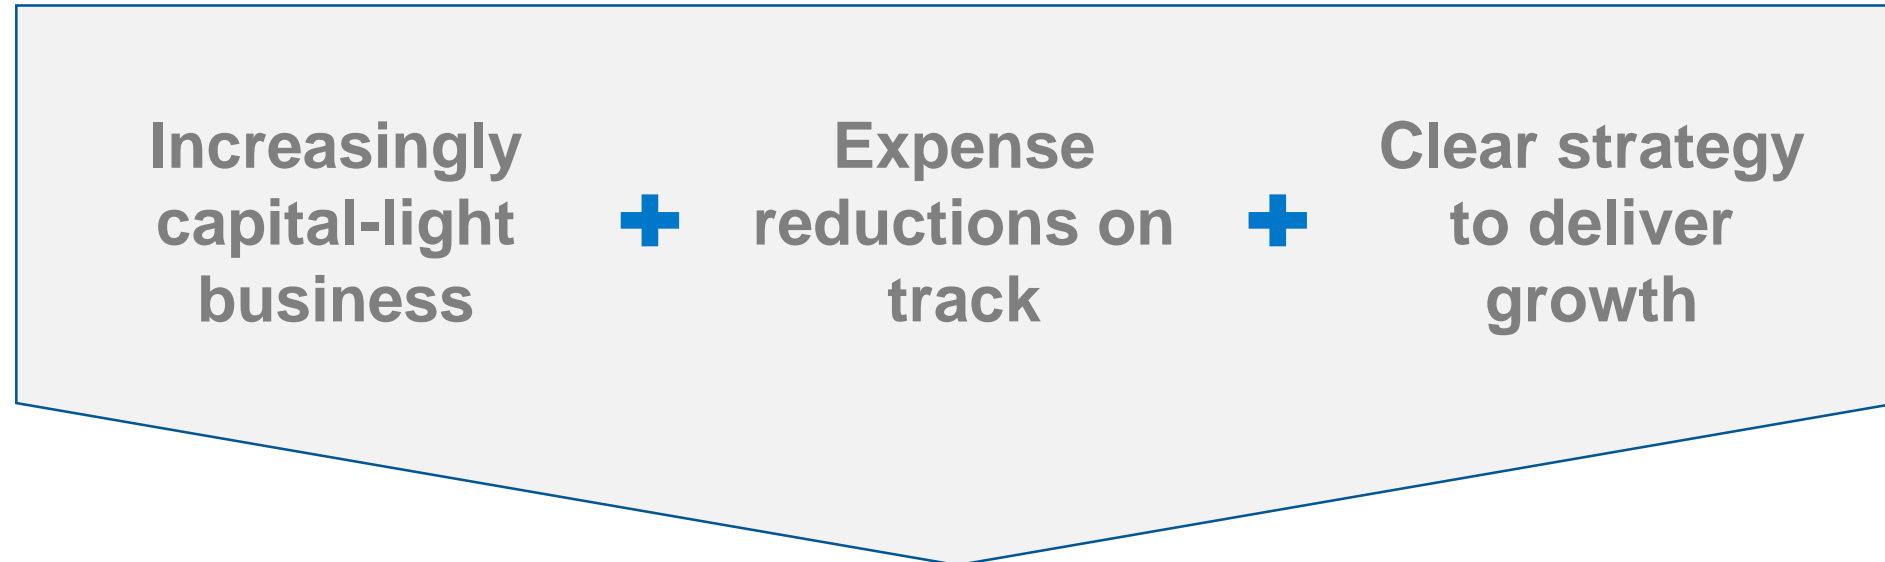 Increasingly
capital-light
business
Expense
reductions on
track
Clear strategy
to deliver
growth